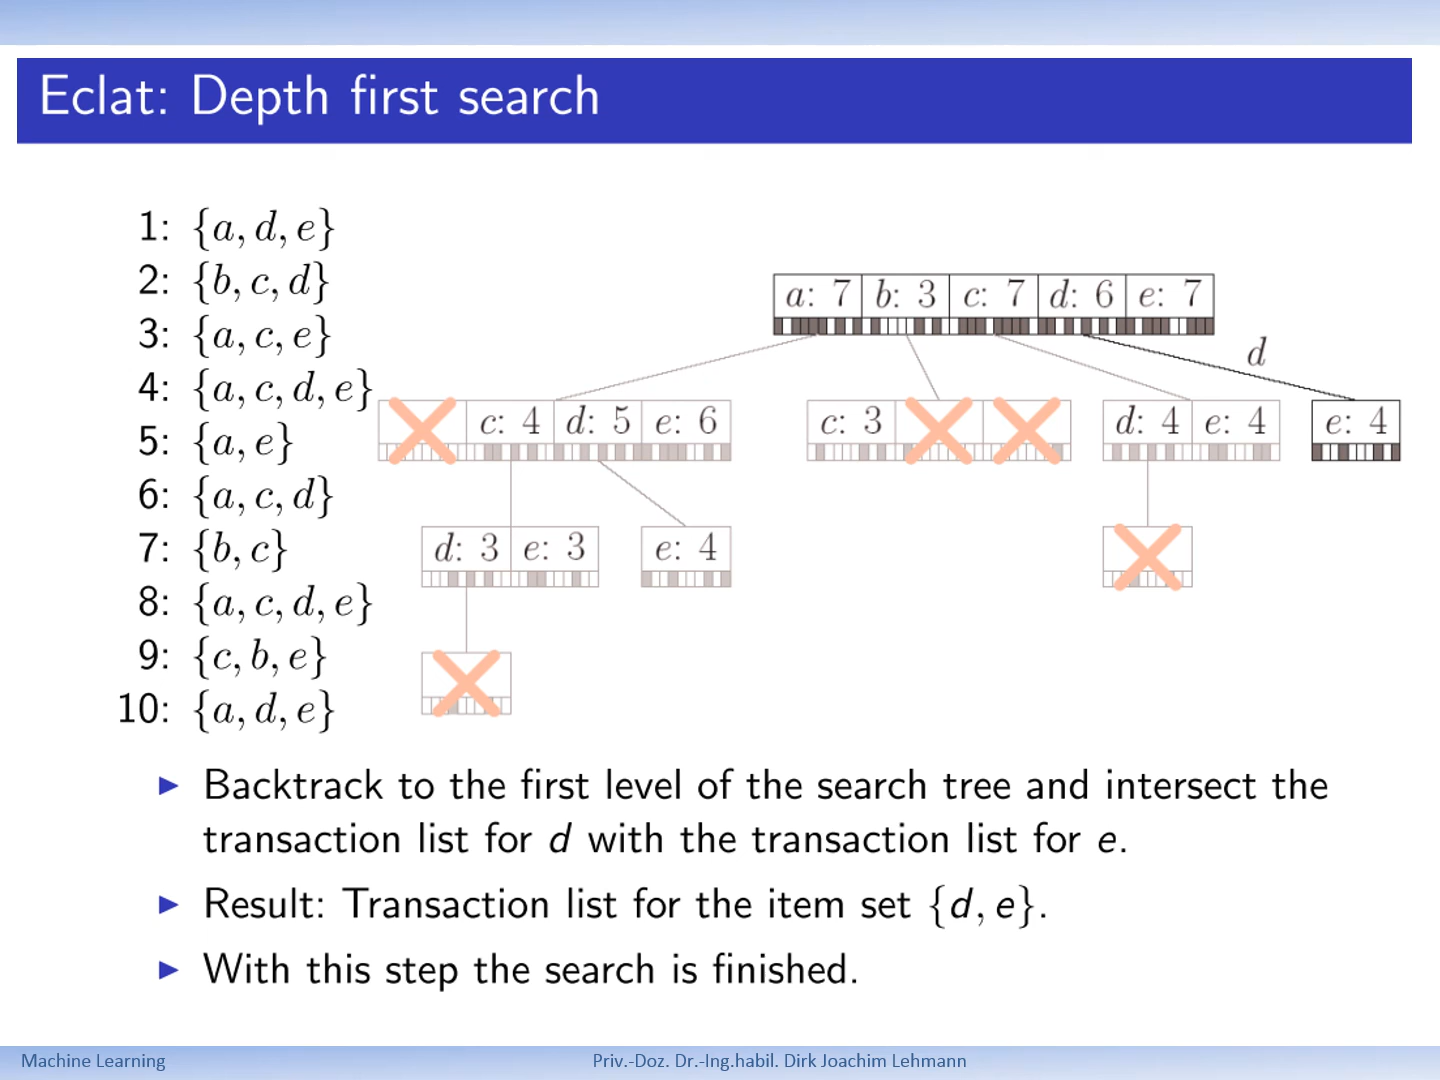 Eclat: Depth first search
1: {a, d, e}
2: {b, c, d}
3: {a, c, e}
4: {a, c, d, e}
5: {a, e}
6: {a, c, d}
7: {b, c}
8: {a, c, d, e}
9: {c, b, e}
10: {a, d, e}
a: 7 b: 3 c: 7 d: 6 e: 7
d
c: 4 d: 5 e: 6
c: 3
d: 4 e: 4
e: 4
d: 3 e: 3
e: 4
Backtrack to the first level of the search tree and intersect the
transaction list for d with the transaction list for e.
Result: Transaction list for the item set {d, e}.
With this step the search is finished.
Machine Learning
Priv.-Doz. Dr.-Ing.habil. Dirk Joachim Lehmann